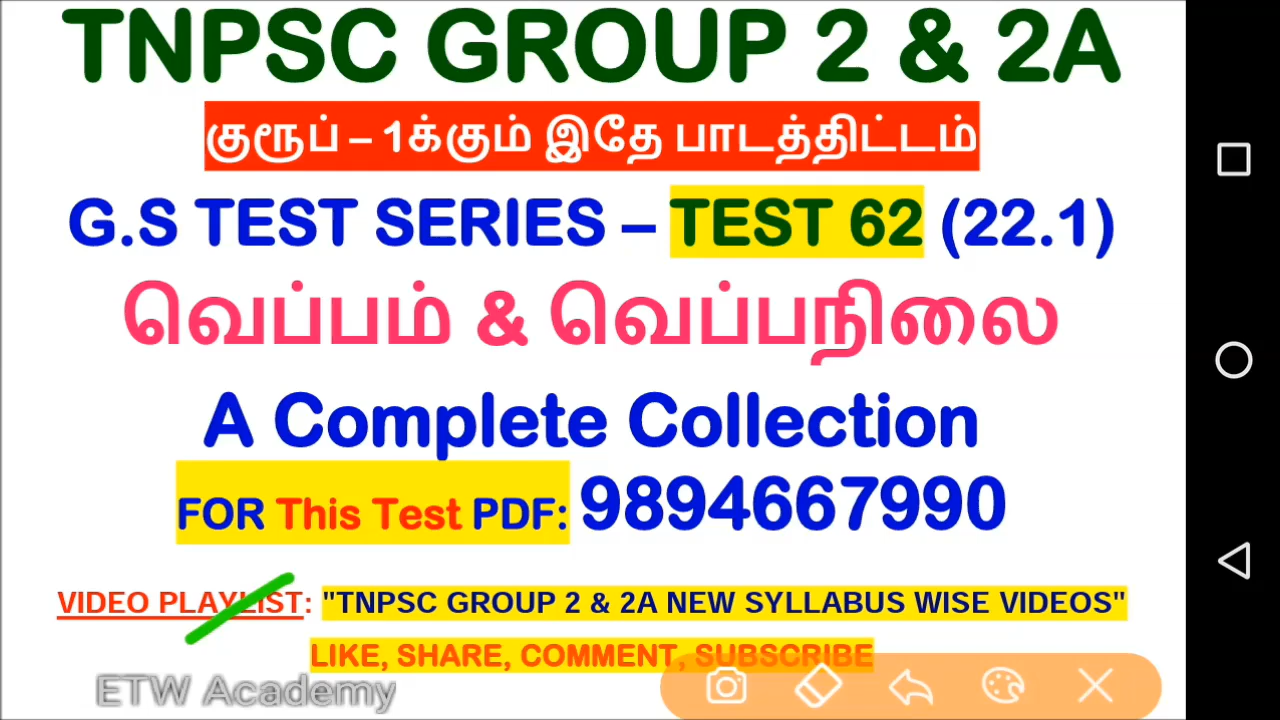 TNPSC GROUP 2 & 2A
குரூப் – 1க்கும் இதே பாடத்திட்டம்
G.S TEST SERIES – TEST 62 (22.1)
வெப்பம் & வெப்பநிலை
A Complete Collection
FOR This Test PDF: 9894667990
VIDEO PLAYLIST: "TNPSC GROUP 2 & 2A NEW SYLLABUS WISE VIDEOS"
LIKE, SHARE, COMMENT, SUBSCRIBE
ETW Academy